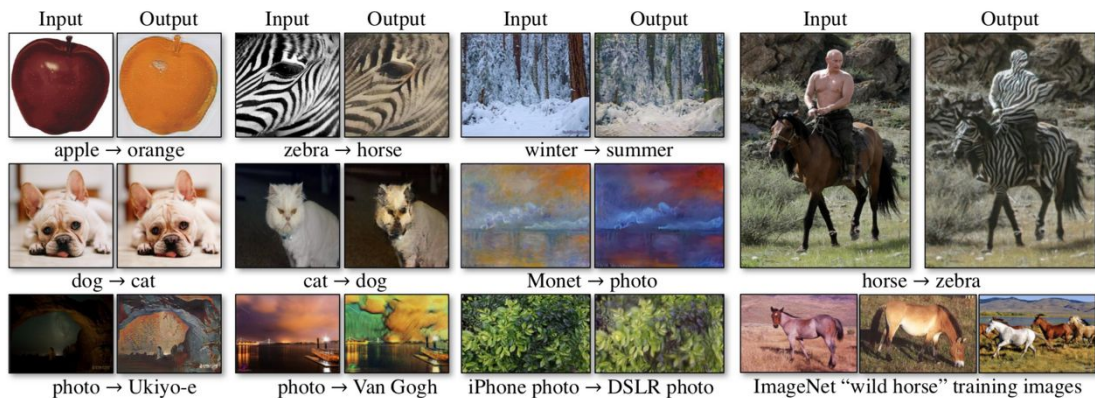 Input Output Input Output Input Output Input Output
apple → orange zebra → horse winter → summer
dog → cat cat → dog Monet → photo horse → zebra
photo → Ukiyo-e photo → Van Gogh iPhone photo → DSLR photo ImageNet “wild horse” training images